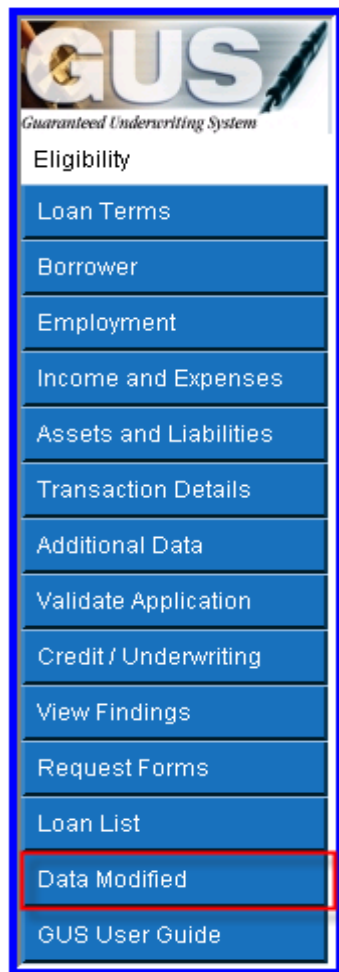 GUS
Guaranteed Underwriting System
Eligibility
Loan Terms
Borrower
Employment
Income and Expenses
Assets and Liabilities
Transaction Details
Additional Data
Validate Application
Credit / Underwriting
View Findings
Request Forms
Loan List
Data Modified
GUS User Guide